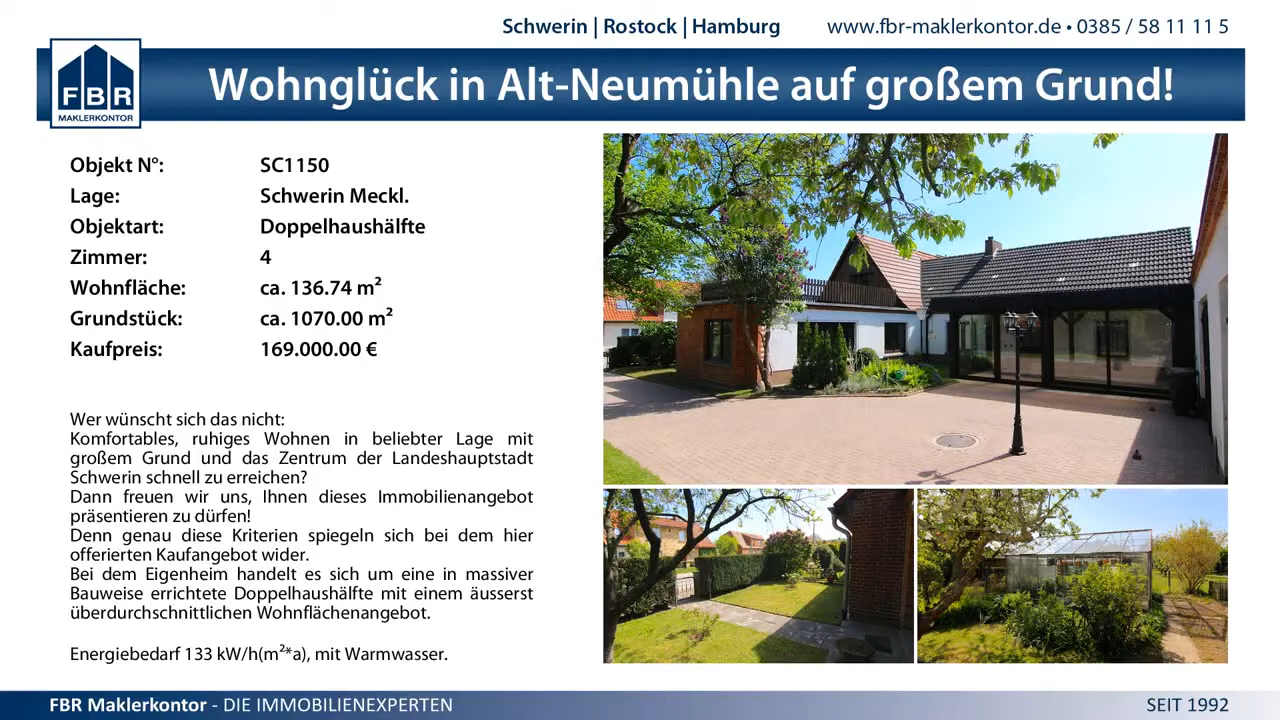 Schwerin | Rostock | Hamburg
www.fbr-maklerkontor.de • 0385 / 58 11 11 5
FBR
MAKLERKONTOR
Wohnglück in Alt-Neumühle auf großem Grund!
Objekt N°: SC1150
Lage: Schwerin Meckl.
Objektart: Doppelhaushälfte
Zimmer: 4
Wohnfläche: ca. 136.74 m²
Grundstück: ca. 1070.00 m²
Kaufpreis: 169.000.00 €
Wer wünscht sich das nicht:
Komfortables, ruhiges Wohnen in beliebter Lage mit
großem Grund und das Zentrum der Landeshauptstadt
Schwerin schnell zu erreichen?
Dann freuen wir uns, Ihnen dieses Immobilienangebot
präsentieren zu dürfen!
Denn genau diese Kriterien spiegeln sich bei dem hier
offerierten Kaufangebot wider.
Bei dem Eigenheim handelt es sich um eine in massiver
Bauweise errichtete Doppelhaushälfte mit einem äusserst
überdurchschnittlichen Wohnflächenangebot.
Energiebedarf 133 kW/h(m²*a), mit Warmwasser.
FBR Maklerkontor - DIE IMMOBILIENEXPERTEN
SEIT 1992